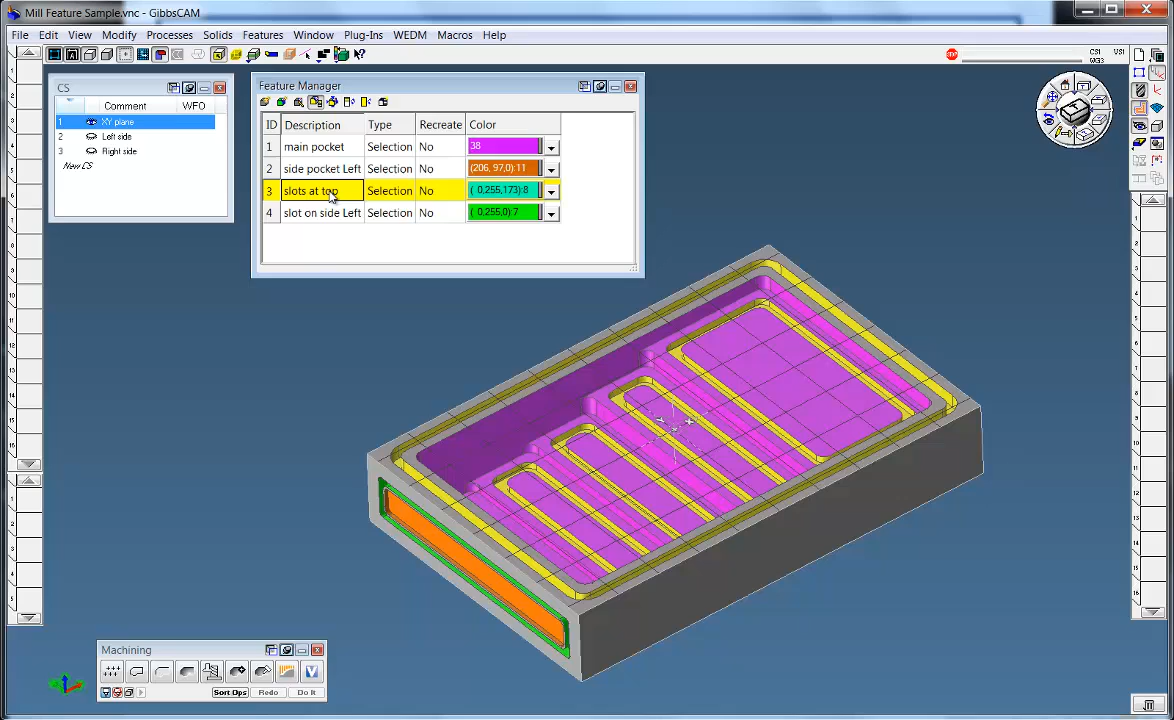 Mill Feature Sample.vnc - GibbsCAM
File Edit View Modify Processes Solids Features Window Plug-Ins WEDM Macros Help
STOP CS1 VS1
WG3
CS
Comment WFO
1 XY plane
2 Left side
3 Right side
New CS
Feature Manager
ID Description Type Recreate Color
1 main pocket Selection No 38
2 side pocket Left Selection No (206, 97,0):11
3 slots at top Selection No ( 0,255,173):8
4 slot on side Left Selection No ( 0,255,0):7
Machining
Sort Ops Redo Do It